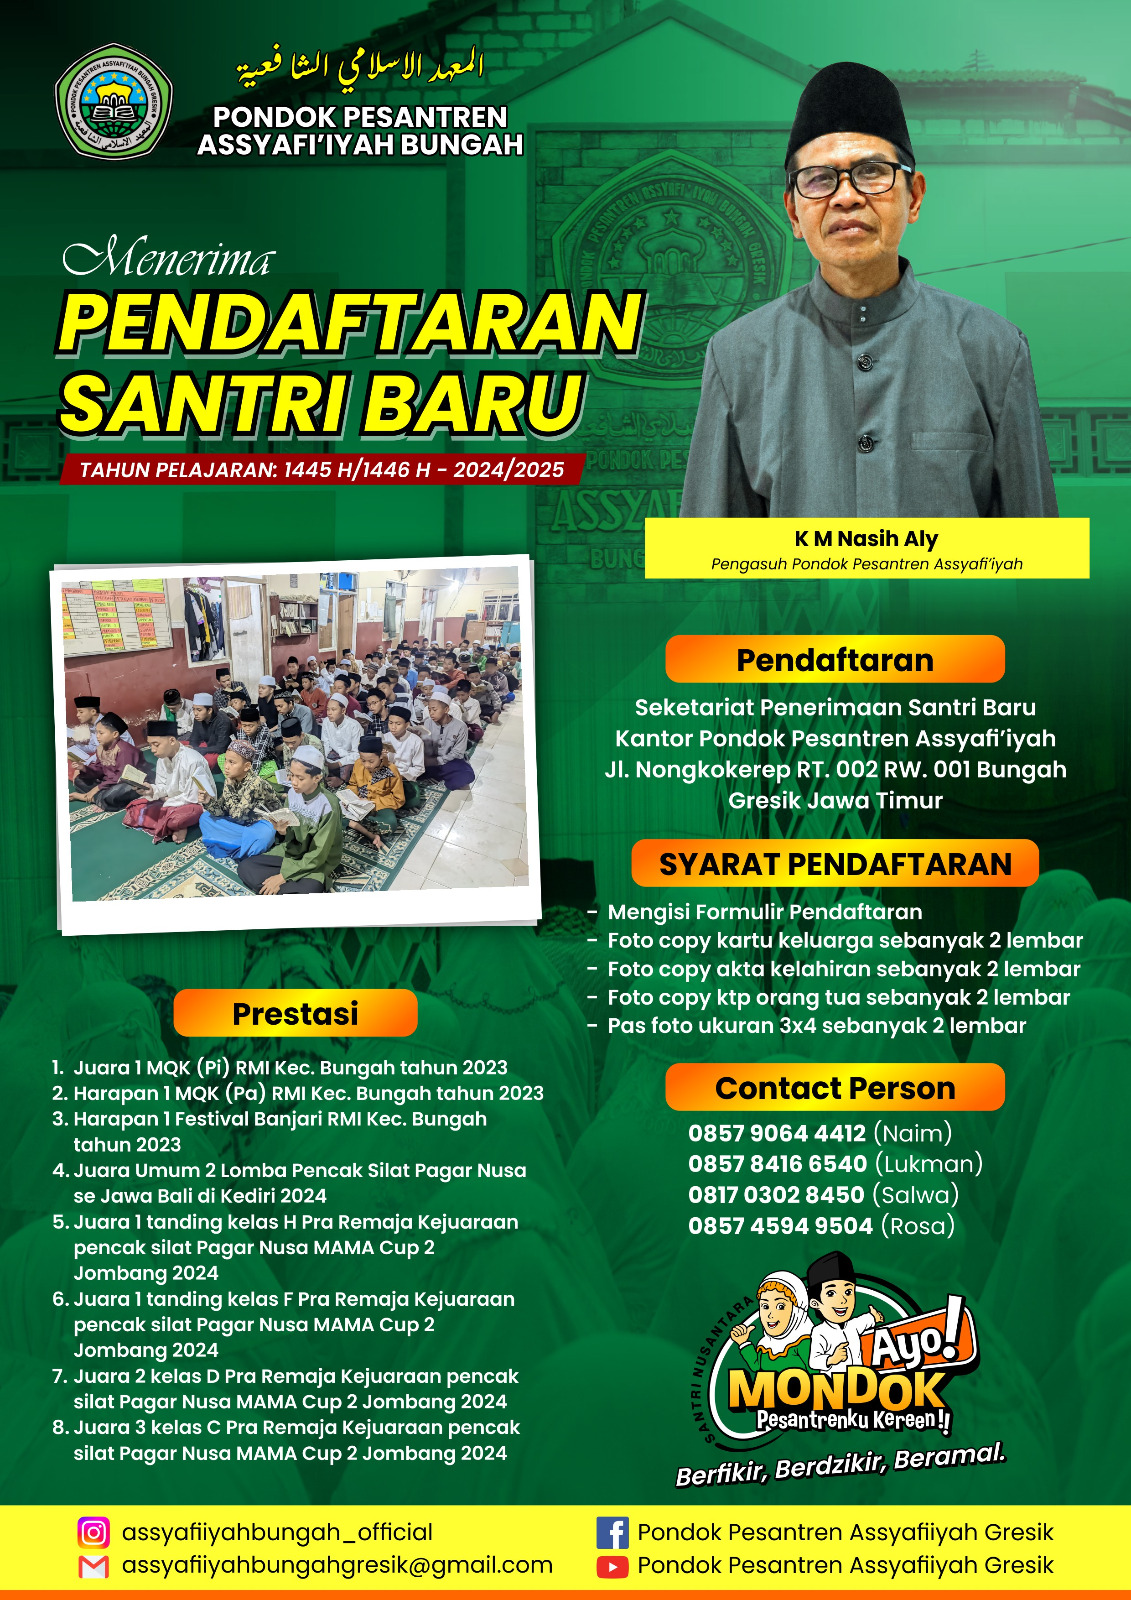 المعهد الاسلامي الشافعية
PONDOK PESANTREN
ASSYAFI'IYAH BUNGAH
PONDOK PESANTREN ASSYAFI'IYAH BUNGAH GRESIK
المعهد الإسلامي الشافعية
Menerima
PENDAFTARAN
SANTRI BARU
TAHUN PELAJARAN: 1445 H/1446 H - 2024/2025
K M Nasih Aly
Pengasuh Pondok Pesantren Assyafi'iyah
Pendaftaran
Seketariat Penerimaan Santri Baru
Kantor Pondok Pesantren Assyafi'iyah
Jl. Nongkokerep RT. 002 RW. 001 Bungah
Gresik Jawa Timur
SYARAT PENDAFTARAN
- Mengisi Formulir Pendaftaran
- Foto copy kartu keluarga sebanyak 2 lembar
- Foto copy akta kelahiran sebanyak 2 lembar
- Foto copy ktp orang tua sebanyak 2 lembar
- Pas foto ukuran 3x4 sebanyak 2 lembar
Prestasi
1. Juara 1 MQK (Pi) RMI Kec. Bungah tahun 2023
2. Harapan 1 MQK (Pa) RMI Kec. Bungah tahun 2023
3. Harapan 1 Festival Banjari RMI Kec. Bungah
tahun 2023
4. Juara Umum 2 Lomba Pencak Silat Pagar Nusa
se Jawa Bali di Kediri 2024
5. Juara 1 tanding kelas H Pra Remaja Kejuaraan
pencak silat Pagar Nusa MAMA Cup 2
Jombang 2024
6. Juara 1 tanding kelas F Pra Remaja Kejuaraan
pencak silat Pagar Nusa MAMA Cup 2
Jombang 2024
7. Juara 2 kelas D Pra Remaja Kejuaraan pencak
silat Pagar Nusa MAMA Cup 2 Jombang 2024
8. Juara 3 kelas C Pra Remaja Kejuaraan pencak
silat Pagar Nusa MAMA Cup 2 Jombang 2024
Contact Person
0857 9064 4412 (Naim)
0857 8416 6540 (Lukman)
0817 0302 8450 (Salwa)
0857 4594 9504 (Rosa)
SANTRI NUSANTARA
Ayo!
MONDOK
Pesantrenku Kereen!!
Berfikir, Berdzikir, Beramal.
assyafiiyahbungah_official
assyafiiyahbungahgresik@gmail.com
Pondok Pesantren Assyafiiyah Gresik
Pondok Pesantren Assyafiiyah Gresik